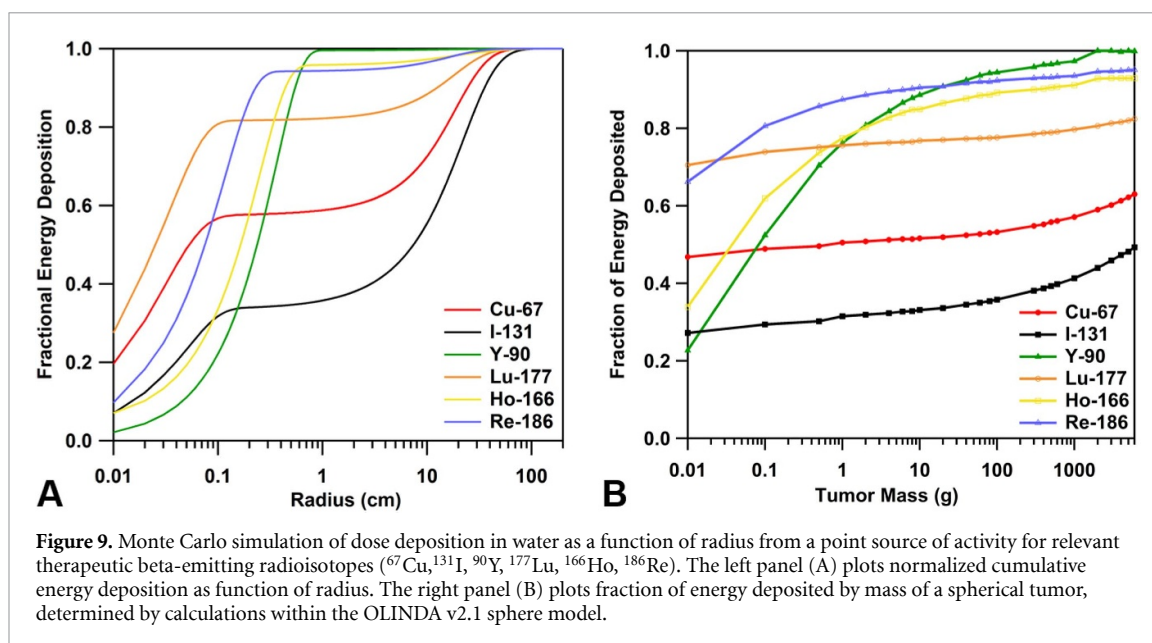 1.0
0.8
0.6
0.4
0.2
0.0
Fractional Energy Deposition
0.01
0.1
1
10
100
Radius (cm)
Cu-67
I-131
Y-90
Lu-177
Ho-166
Re-186
A
1.0
0.8
0.6
0.4
0.2
0.0
Fraction of Energy Deposited
0.01
0.1
1
10
100
1000
Tumor Mass (g)
Cu-67
I-131
Y-90
Lu-177
Ho-166
Re-186
B
Figure 9. Monte Carlo simulation of dose deposition in water as a function of radius from a point source of activity for relevant
therapeutic beta-emitting radioisotopes (⁶⁷Cu,¹³¹I, ⁹⁰Y, ¹⁷⁷Lu, ¹⁶⁶Ho, ¹⁸⁶Re). The left panel (A) plots normalized cumulative
energy deposition as function of radius. The right panel (B) plots fraction of energy deposited by mass of a spherical tumor,
determined by calculations within the OLINDA v2.1 sphere model.